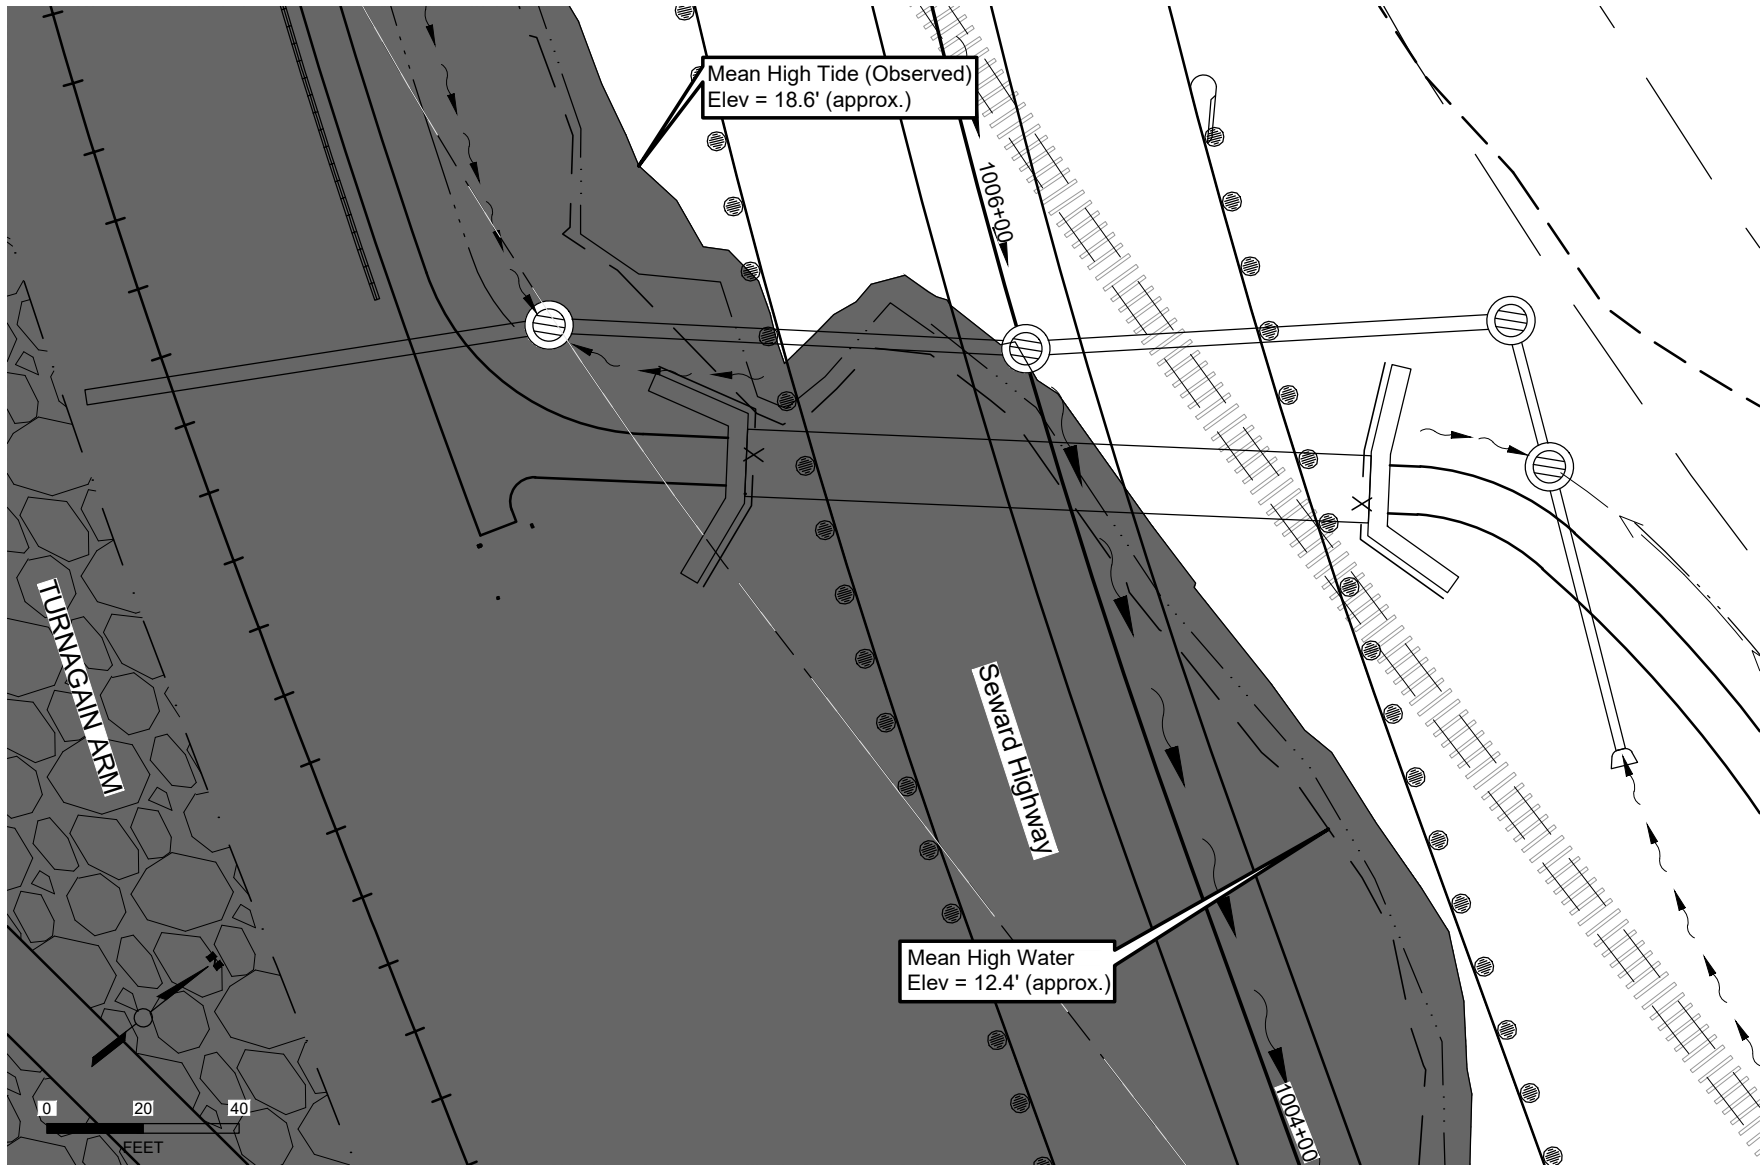 Mean High Tide (Observed)
Elev = 18.6' (approx.)
1006+00
TURNAGAIN ARM
Seward Highway
Mean High Water
Elev = 12.4' (approx.)
N
0 20 40
FEET
1004+00